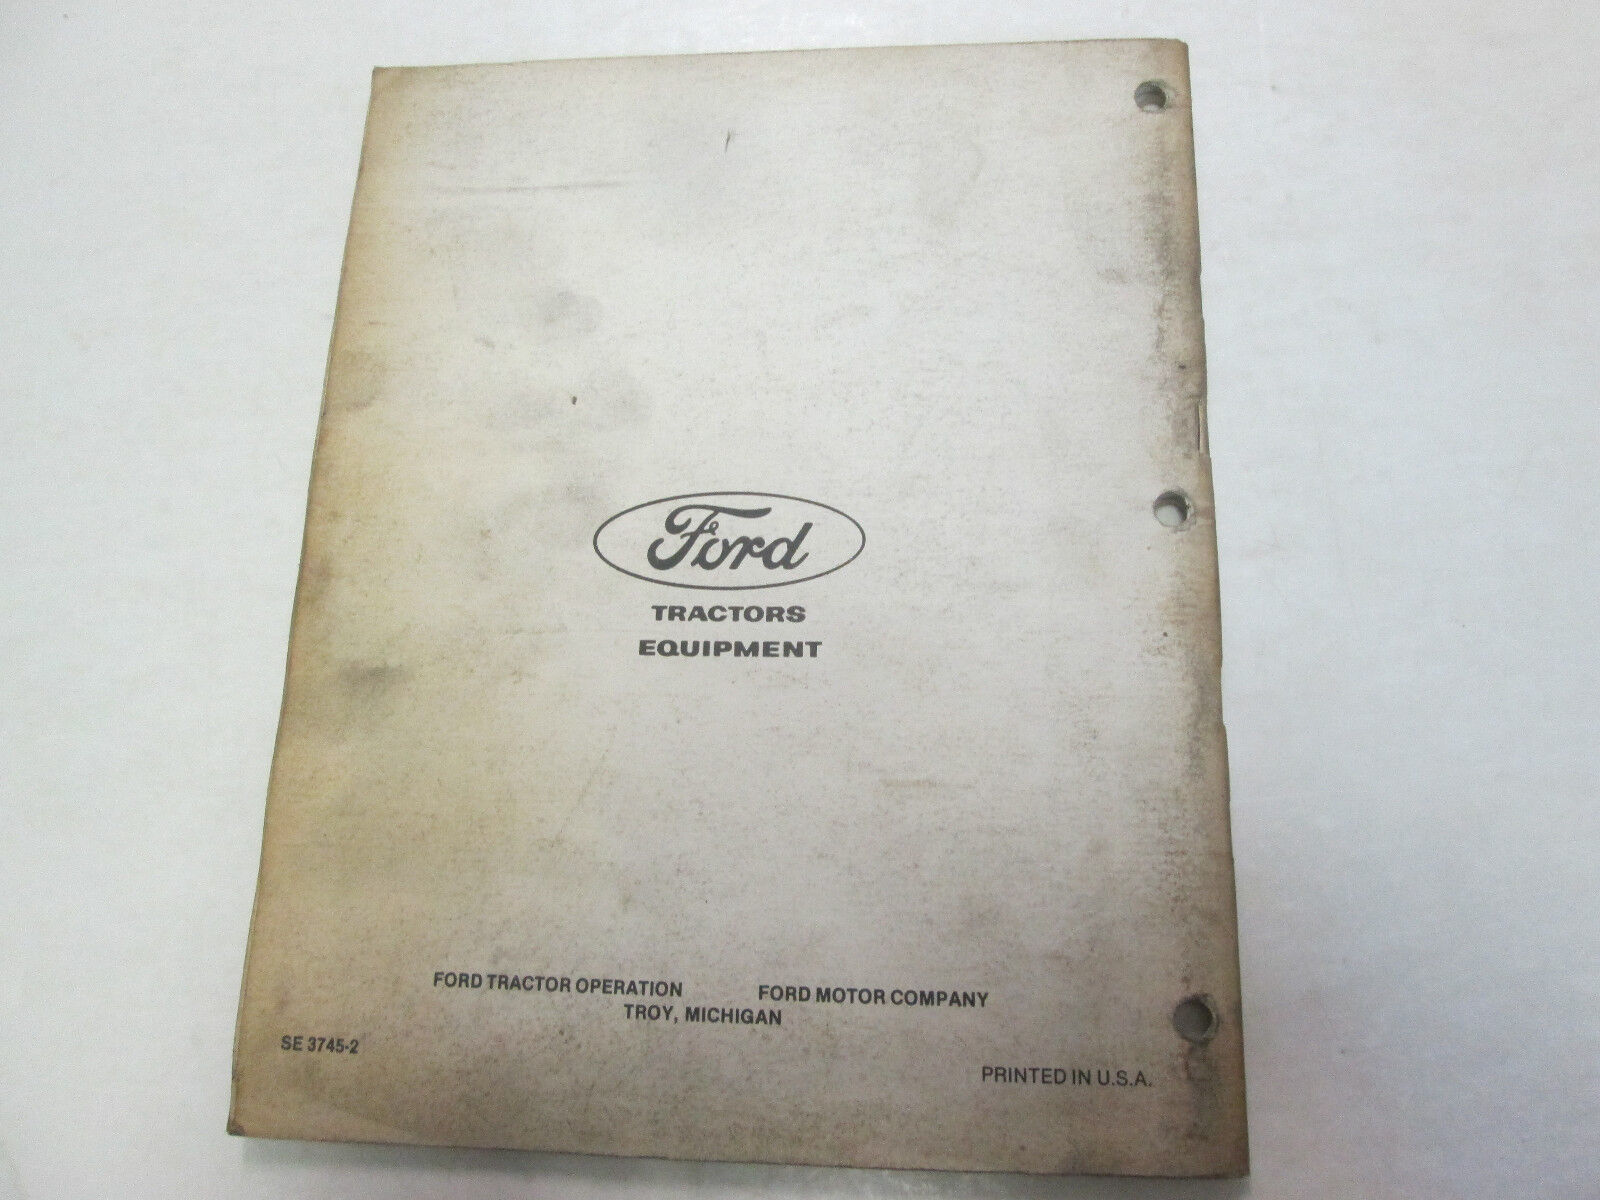 Ford
TRACTORS
EQUIPMENT
FORD TRACTOR OPERATION FORD MOTOR COMPANY
TROY, MICHIGAN
SE 3745-2
PRINTED IN U.S.A.